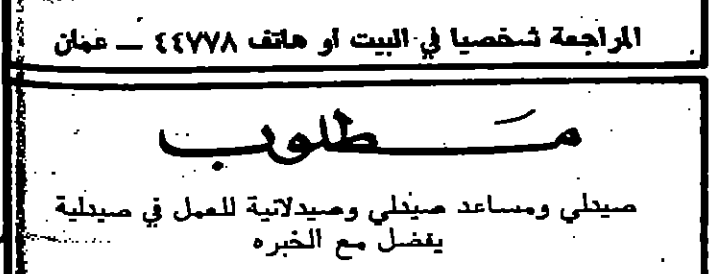 المراجعة شخصيا في البيت او هاتف ٤٤٧٧٨ — عمان
مطلوب
صيدلي ومساعد صيدلي وصيدلانية للعمل في صيدلية
يفضل مع الخبره